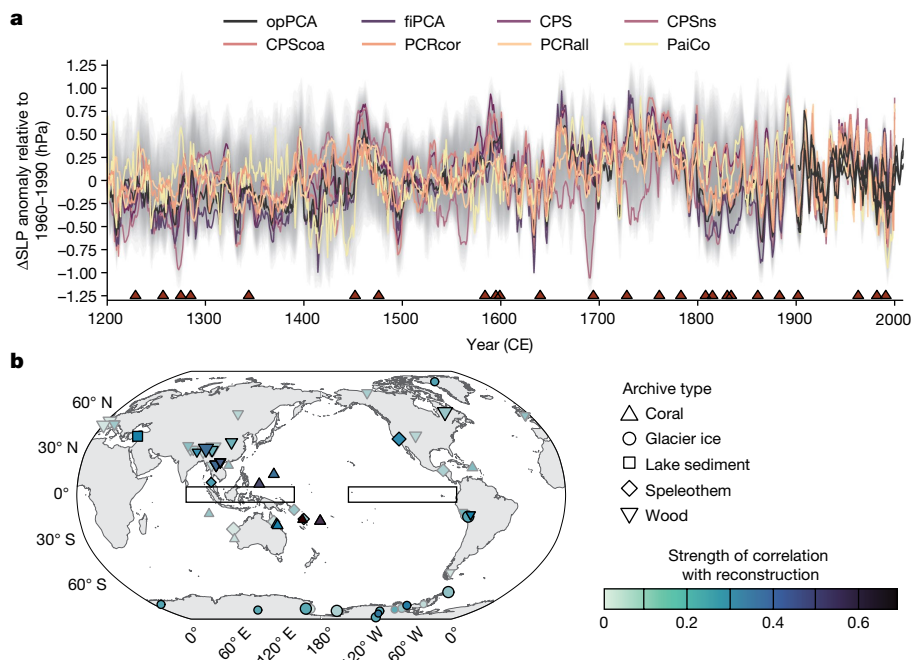 a
opPCA fiPCA CPS CPSns
CPScoa PCRcor PCRall PaiCo
ΔSLP anomaly relative to
1960–1990 (hPa)
1.25
1.00
0.75
0.50
0.25
0
−0.25
−0.50
−0.75
−1.00
−1.25
1200 1300 1400 1500 1600 1700 1800 1900 2000
Year (CE)
b
60° N
30° N
0°
30° S
60° S
0° 60° E 120° E 180° 120° W 60° W 0°
Archive type
Coral
Glacier ice
Lake sediment
Speleothem
Wood
Strength of correlation
with reconstruction
0 0.2 0.4 0.6